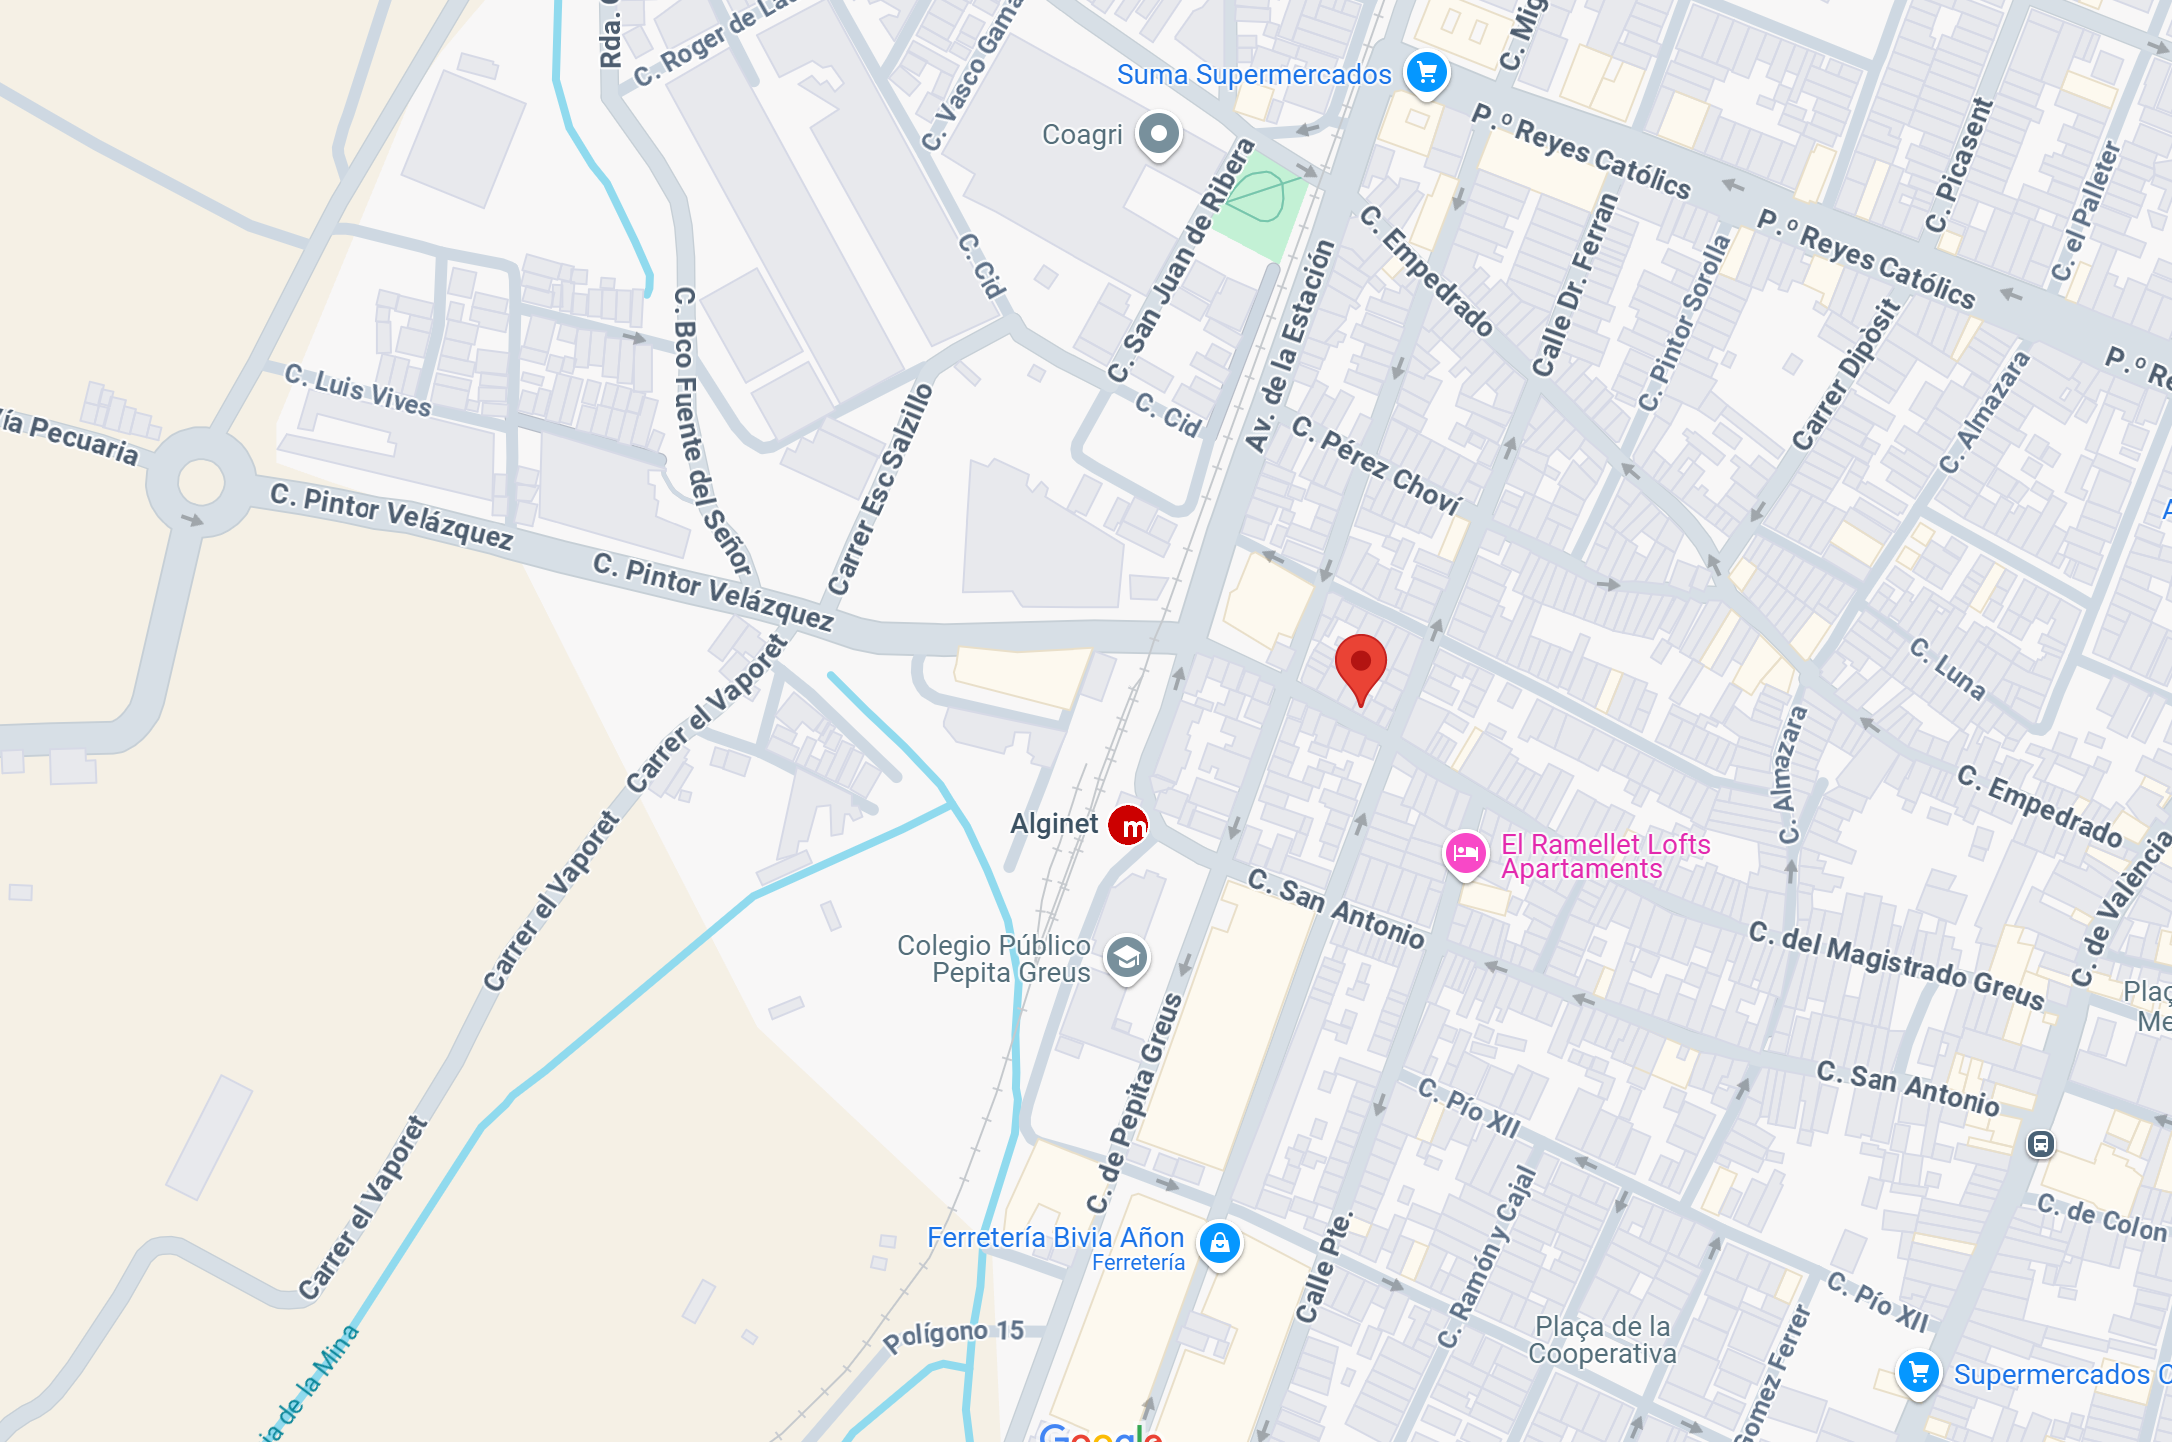 Rda. C
C. Roger de Lau
C. Vasco Gama
C. Mig
Suma Supermercados
Coagri
P.º Reyes Catòlics
C. Picasent
C. el Palleter
P.º Reyes Catòlics
P.º Re
C. San Juan de Ribera
C. Empedrado
Calle Dr. Ferran
C. Pintor Sorolla
C. Cid
C. Bco Fuente del Señor
Av. de la Estación
Carrer Dipòsit
C. Almazara
C. Luis Vives
ía Pecuaria
C. Cid
C. Pérez Choví
Carrer Esc Salzillo
C. Pintor Velázquez
C. Pintor Velázquez
A
C. Luna
Carrer el Vaporet
C. Almazara
C. Empedrado
Alginet
m
El Ramellet Lofts
Apartaments
Carrer el Vaporet
C. San Antonio
C. de València
C. del Magistrado Greus
Colegio Público
Pepita Greus
Plaç
Me
C. de Pepita Greus
C. San Antonio
C. Pío XII
Carrer el Vaporet
C. Ramón y Cajal
C. de Colon
Ferretería Bivia Añon
Ferretería
Calle Pte.
C. Pío XII
Polígono 15
Plaça de la
Cooperativa
Gomez Ferrer
Supermercados C
ia de la Mina
Google